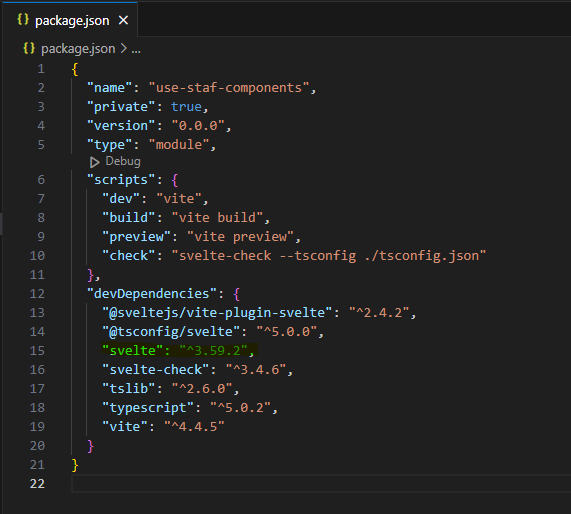 {} package.json ×
{} package.json > ...
1 {
2 "name": "use-staf-components",
3 "private": true,
4 "version": "0.0.0",
5 "type": "module",
Debug
6 "scripts": {
7 "dev": "vite",
8 "build": "vite build",
9 "preview": "vite preview",
10 "check": "svelte-check --tsconfig ./tsconfig.json"
11 },
12 "devDependencies": {
13 "@sveltejs/vite-plugin-svelte": "^2.4.2",
14 "@tsconfig/svelte": "^5.0.0",
15 "svelte": "^3.59.2",
16 "svelte-check": "^3.4.6",
17 "tslib": "^2.6.0",
18 "typescript": "^5.0.2",
19 "vite": "^4.4.5"
20 }
21 }
22